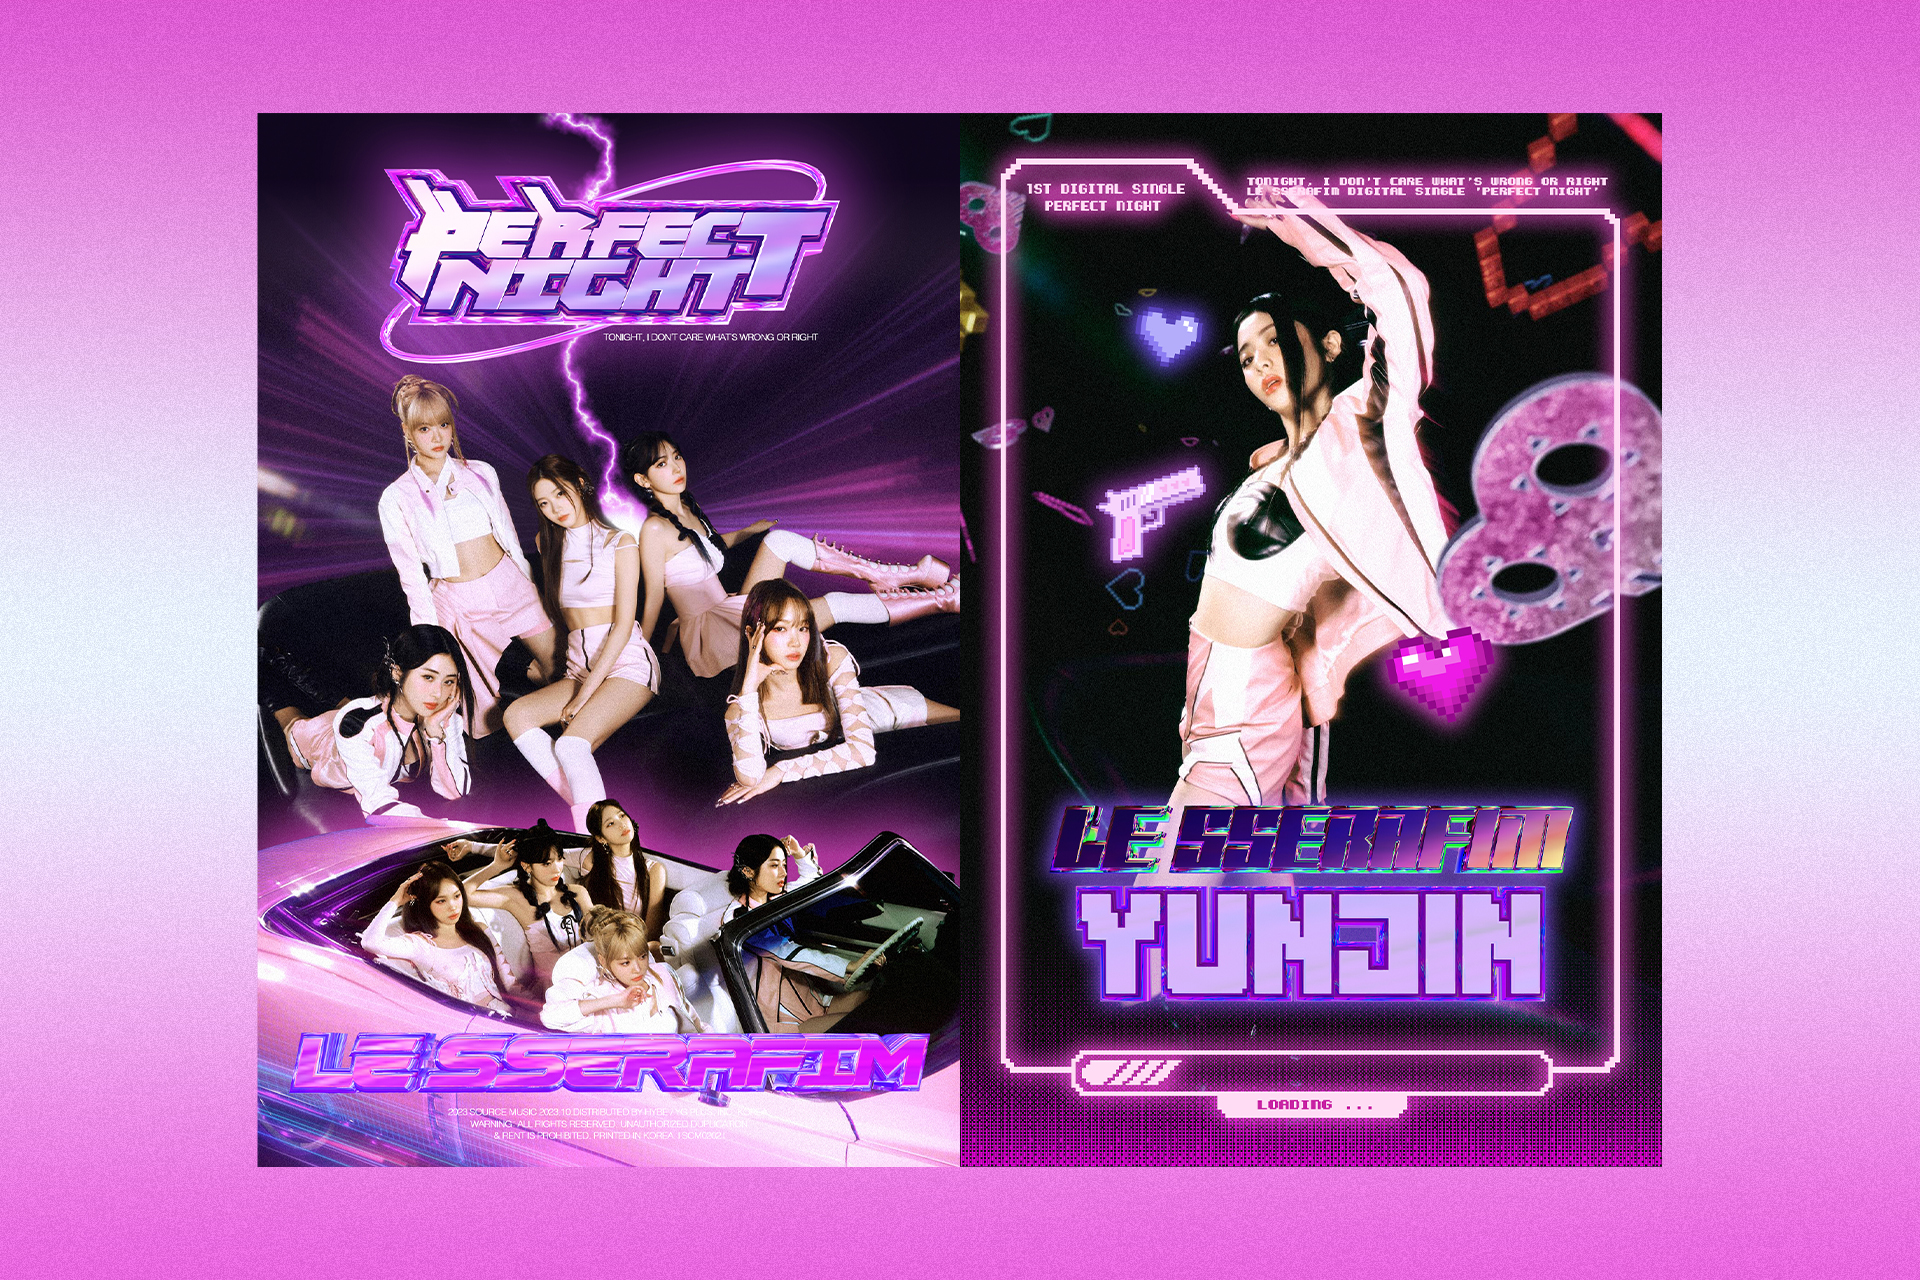 PERFECT
NIGHT
TONIGHT, I DON'T CARE WHAT'S WRONG OR RIGHT
LE SSERAFIM
2023 SOURCE MUSIC 2023.10 DISTRIBUTED BY HYBE / YG PLUS, INC. KOREA
WARNING: ALL RIGHTS RESERVED. UNAUTHORIZED DUPLICATION
& RENT IS PROHIBITED. PRINTED IN KOREA
1ST DIGITAL SINGLE
PERFECT NIGHT
TONIGHT, I DON'T CARE WHAT'S WRONG OR RIGHT
LE SSERAFIM DIGITAL SINGLE 'PERFECT NIGHT'
LE SSERAFIM
YUNJIN
LOADING ...